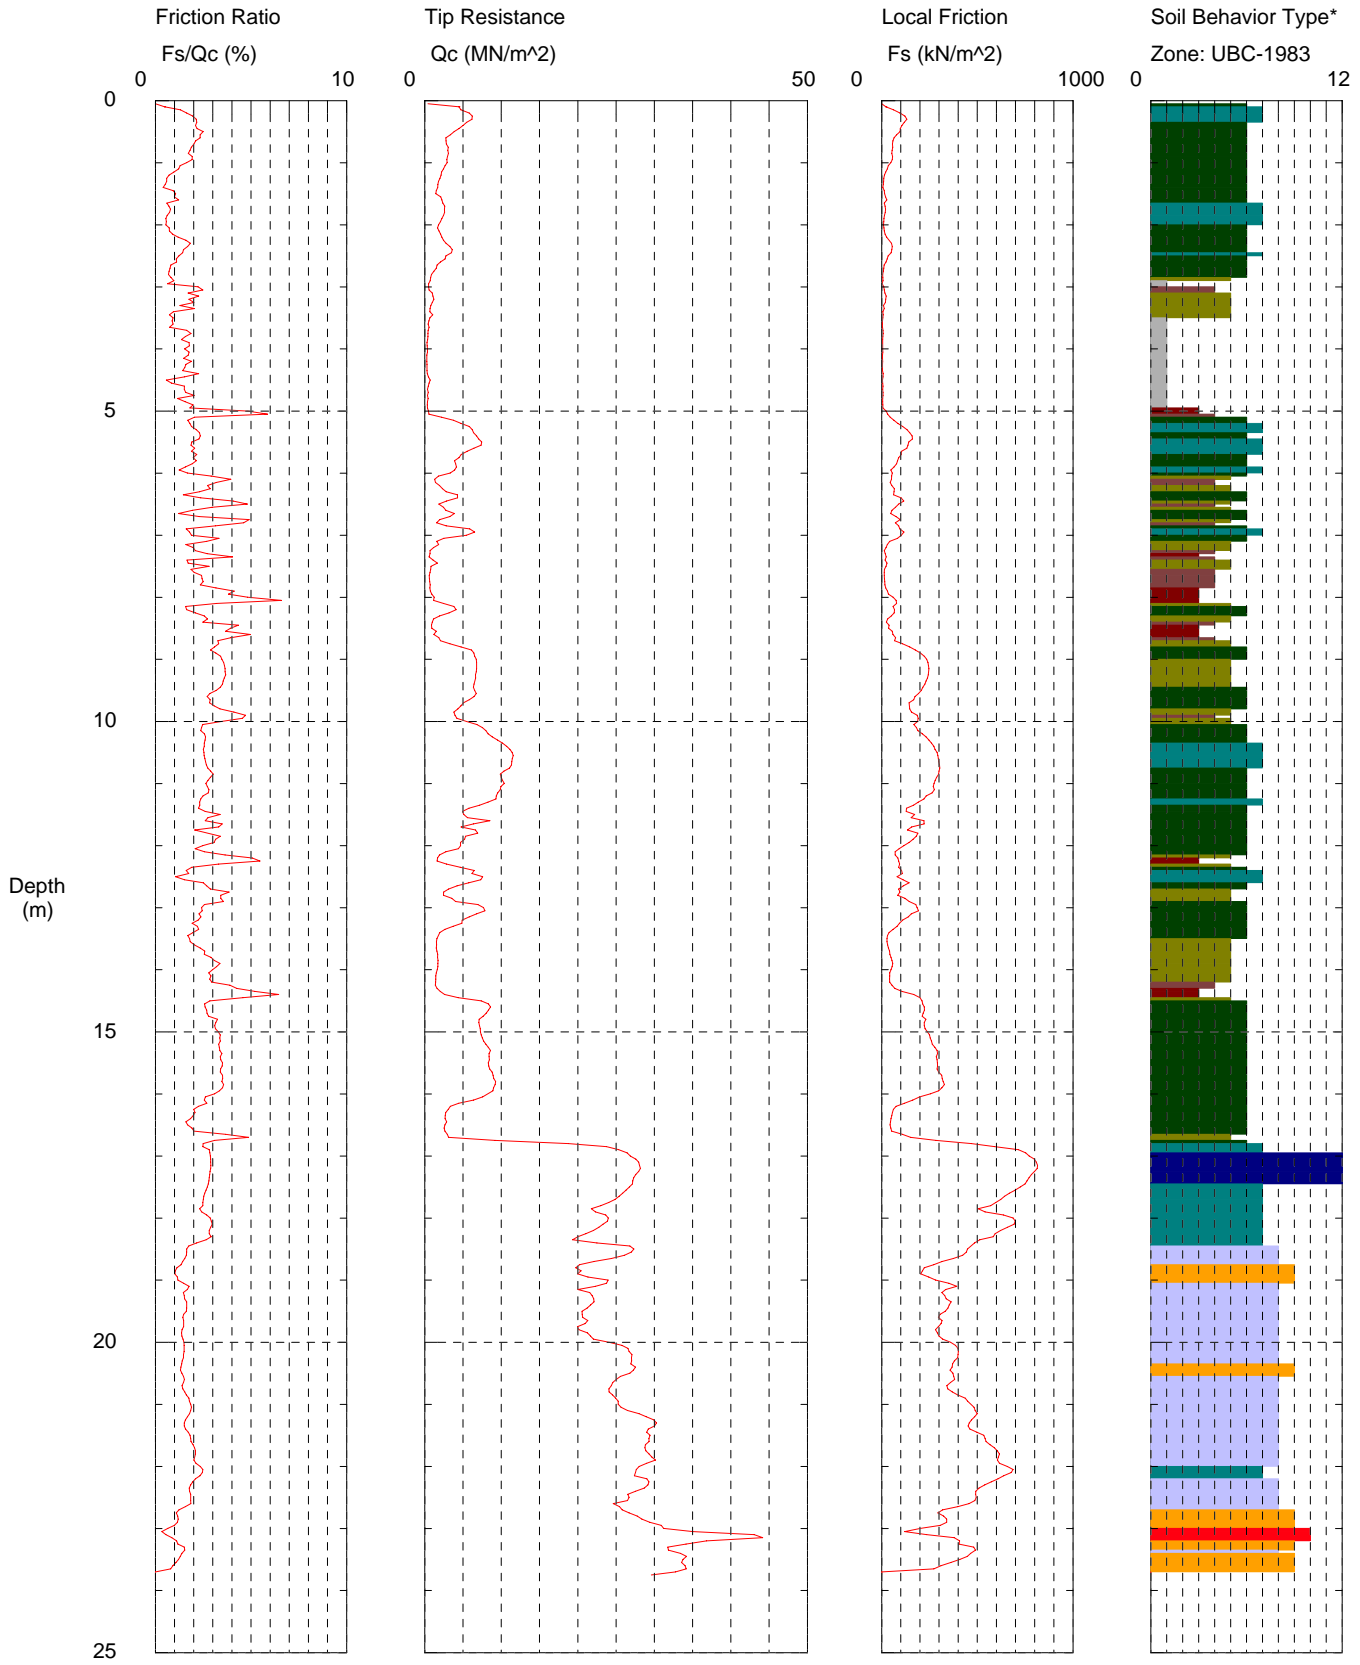 Friction Ratio Tip Resistance Local Friction Soil Behavior Type*
Fs/Qc (%) Qc (MN/m^2) Fs (kN/m^2) Zone: UBC-1983
0 10 0 50 0 1000 0 12
0
5
10
Depth
(m)
15
20
25